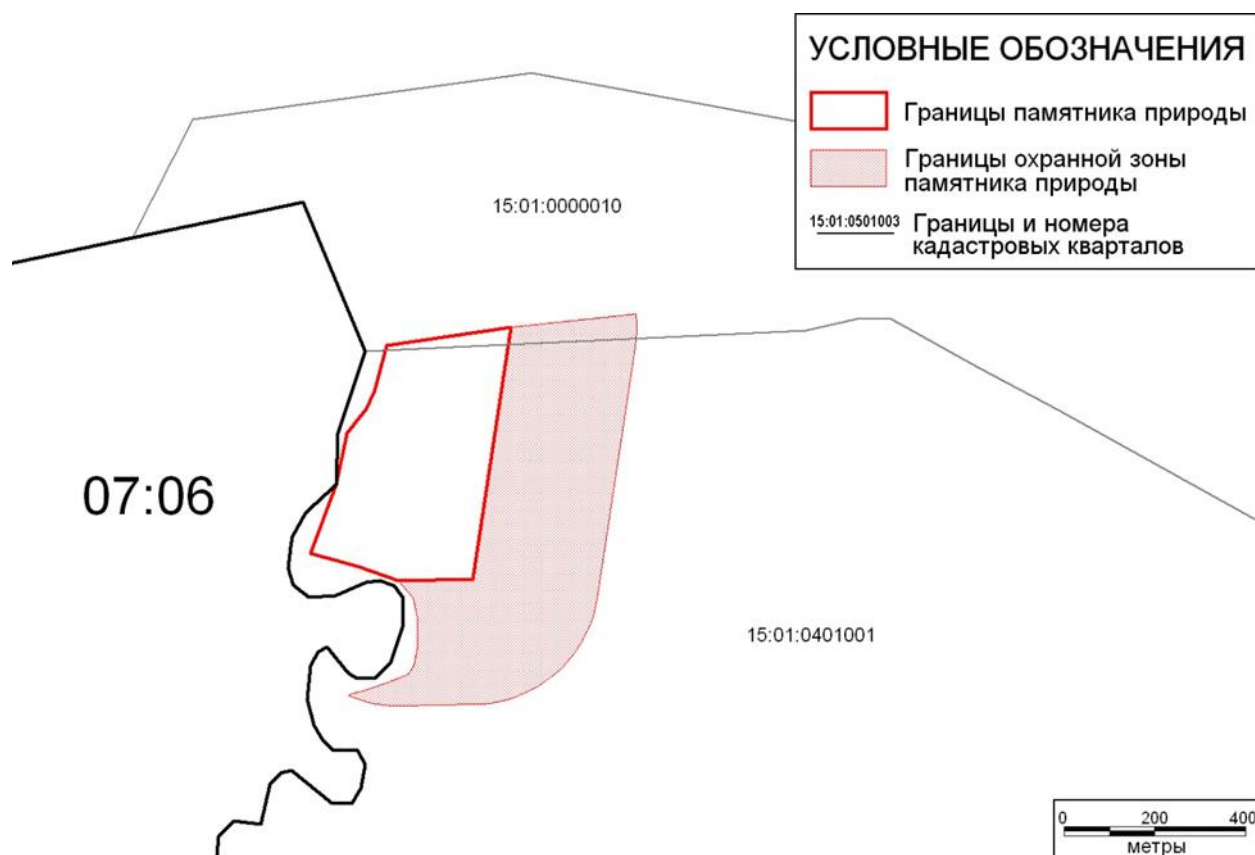 УСЛОВНЫЕ ОБОЗНАЧЕНИЯ
Границы памятника природы
Границы охранной зоны
памятника природы
15:01:0501003 Границы и номера
кадастровых кварталов
15:01:0000010
07:06
15:01:0401001
0 200 400
метры